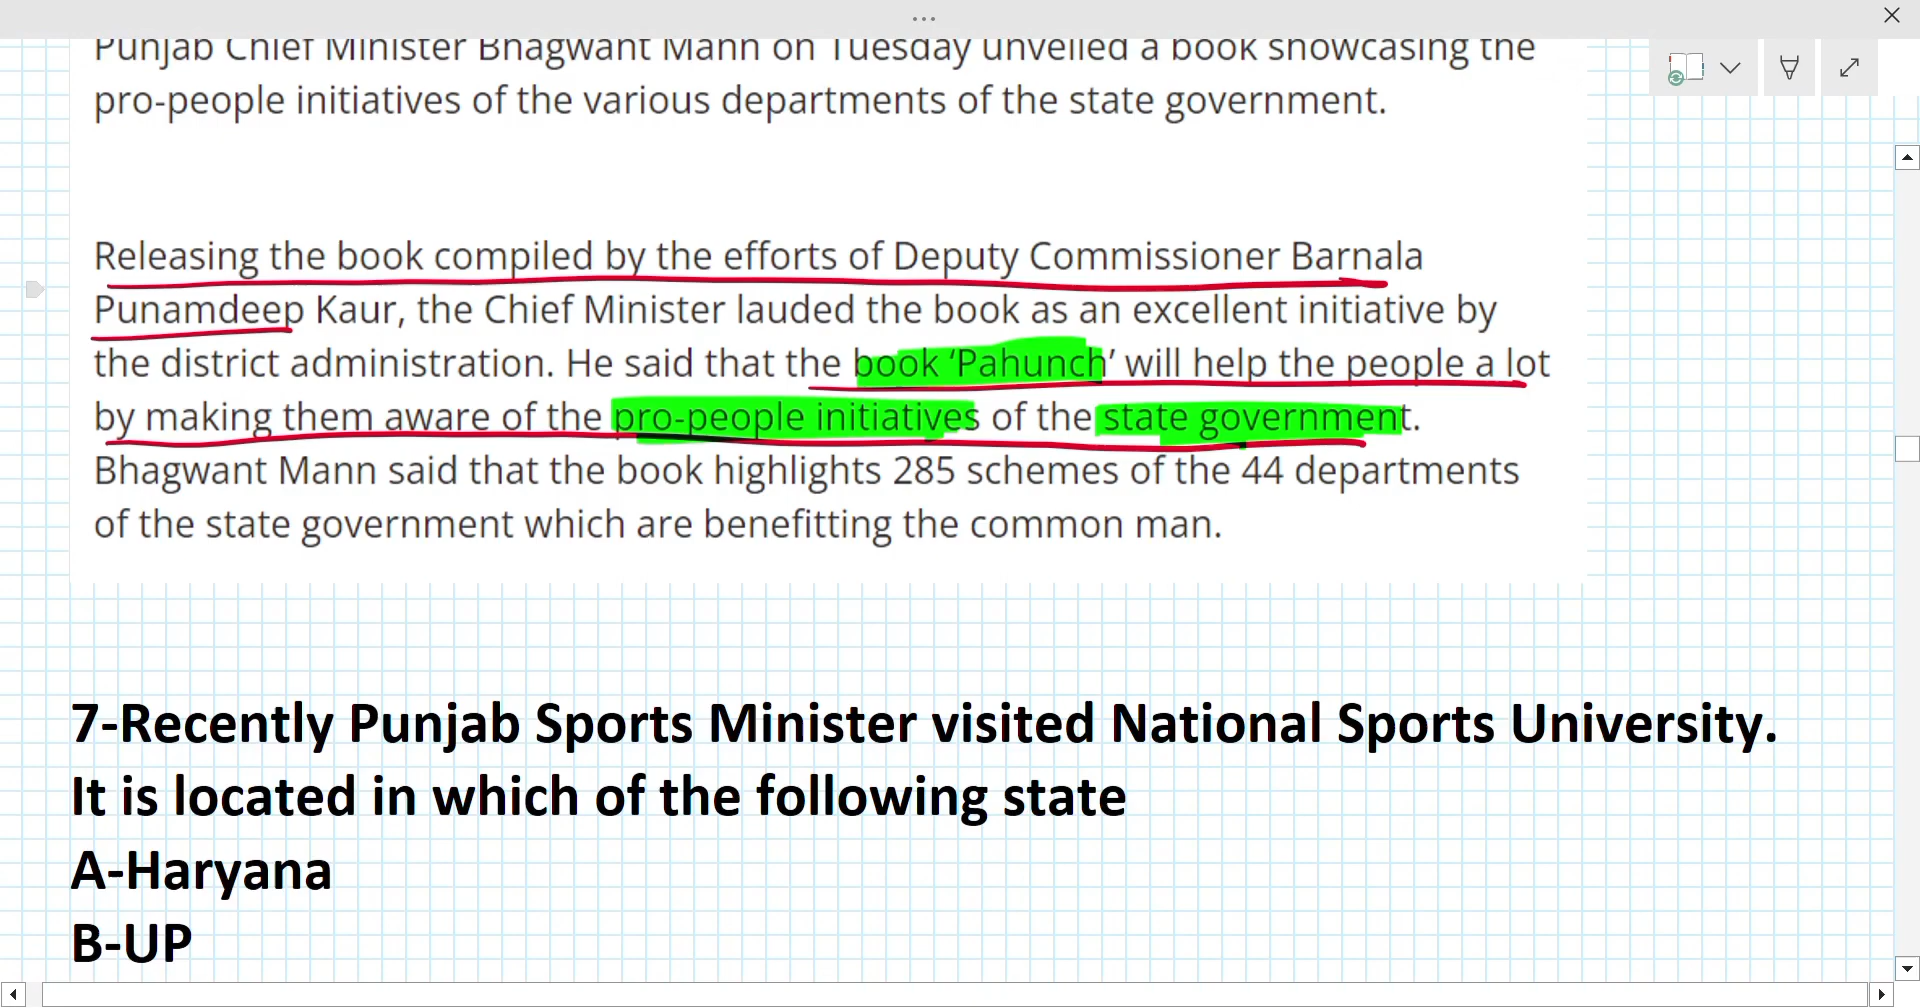 Punjab Chief Minister Bhagwant Mann on Tuesday unveiled a book showcasing the
pro-people initiatives of the various departments of the state government.
Releasing the book compiled by the efforts of Deputy Commissioner Barnala
Punamdeep Kaur, the Chief Minister lauded the book as an excellent initiative by
the district administration. He said that the book ‘Pahunch’ will help the people a lot
by making them aware of the pro-people initiatives of the state government.
Bhagwant Mann said that the book highlights 285 schemes of the 44 departments
of the state government which are benefitting the common man.
7-Recently Punjab Sports Minister visited National Sports University.
It is located in which of the following state
A-Haryana
B-UP